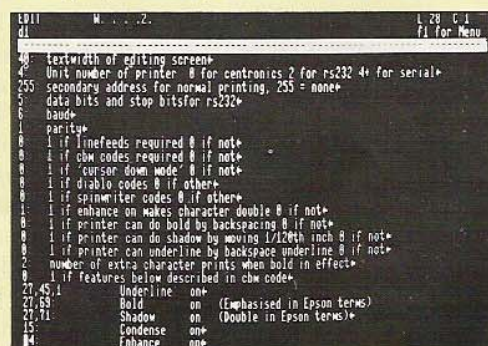 EDIT W. . . .2. L 28 C 1
di f1 for Menu
40 textwidth of editing screen←
4 Unit number of printer 0 for centronics 2 for rs232 4+ for serial←
255 secondary address for normal printing, 255 = none←
5 data bits and stop bitsfor rs232←
6 baud←
1 parity←
0 1 if linefeeds required 0 if not←
0 1 if cbm codes required 0 if not←
0 1 if 'cursor down mode' 0 if not←
0 1 if diablo codes 0 if other←
0 1 if spinwriter codes 0 if other←
1 1 if enhance on makes character double 0 if not←
0 1 if printer can do bold by backspacing 0 if not←
0 1 if printer can do shadow by moving 1/120th inch 0 if not←
0 1 if printer can underline by backspace underline 0 if not←
2 number of extra character prints when bold in effect←
0 1 if features below described in cbm code←
27,45,1 Underline on←
27,69 Bold on (Emphasised in Epson terms)
27,71 Shadow on (Double in Epson terms)←
15 Condense on←
14 Enhance on←